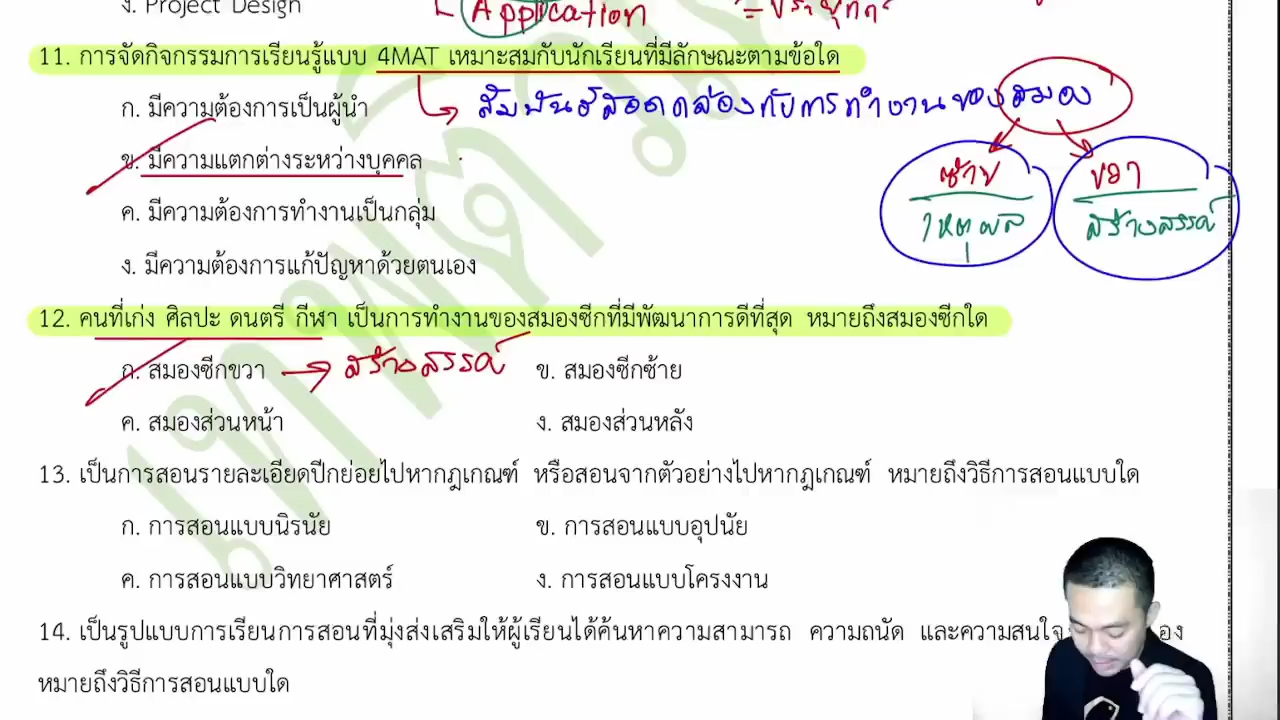 ง. Project Design
Application = ประยุกต์
11. การจัดกิจกรรมการเรียนรู้แบบ 4MAT เหมาะสมกับนักเรียนที่มีลักษณะตามข้อใด
ก. มีความต้องการเป็นผู้นำ
สัมพันธ์สอดคล้องกับการทำงานของสมอง
ข. มีความแตกต่างระหว่างบุคคล
ซ้าย ขวา
ค. มีความต้องการทำงานเป็นกลุ่ม
เหตุผล สร้างสรรค์
ง. มีความต้องการแก้ปัญหาด้วยตนเอง
12. คนที่เก่ง ศิลปะ ดนตรี กีฬา เป็นการทำงานของสมองซีกที่มีพัฒนาการดีที่สุด หมายถึงสมองซีกใด
ก. สมองซีกขวา สร้างสรรค์ ข. สมองซีกซ้าย
ค. สมองส่วนหน้า ง. สมองส่วนหลัง
13. เป็นการสอนรายละเอียดปีกย่อยไปหากฎเกณฑ์ หรือสอนจากตัวอย่างไปหากฎเกณฑ์ หมายถึงวิธีการสอนแบบใด
ก. การสอนแบบนิรนัย ข. การสอนแบบอุปนัย
ค. การสอนแบบวิทยาศาสตร์ ง. การสอนแบบโครงงาน
14. เป็นรูปแบบการเรียนการสอนที่มุ่งส่งเสริมให้ผู้เรียนได้ค้นหาความสามารถ ความถนัด และความสนใจ
หมายถึงวิธีการสอนแบบใด